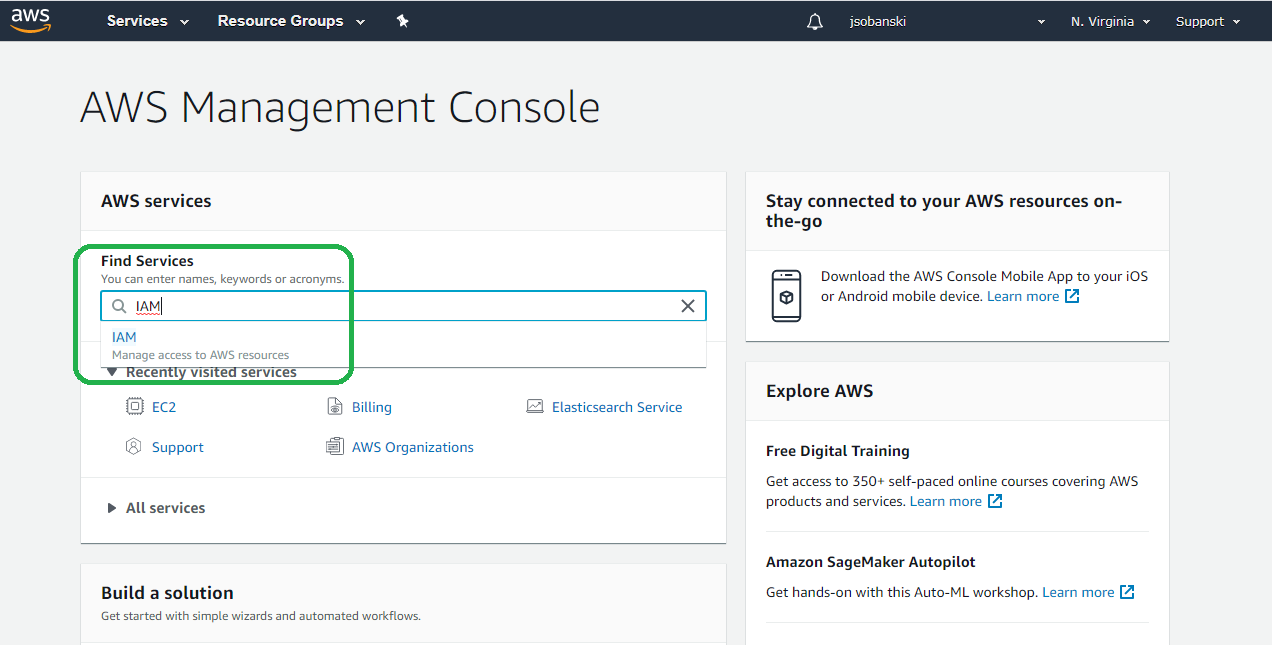 aws Services Resource Groups jsobanski N. Virginia Support
AWS Management Console
AWS services
Find Services
You can enter names, keywords or acronyms.
IAM
IAM
Manage access to AWS resources
Recently visited services
EC2 Billing Elasticsearch Service
Support AWS Organizations
All services
Build a solution
Get started with simple wizards and automated workflows.
Stay connected to your AWS resources on-
the-go
Download the AWS Console Mobile App to your iOS
or Android mobile device. Learn more
Explore AWS
Free Digital Training
Get access to 350+ self-paced online courses covering AWS
products and services. Learn more
Amazon SageMaker Autopilot
Get hands-on with this Auto-ML workshop. Learn more